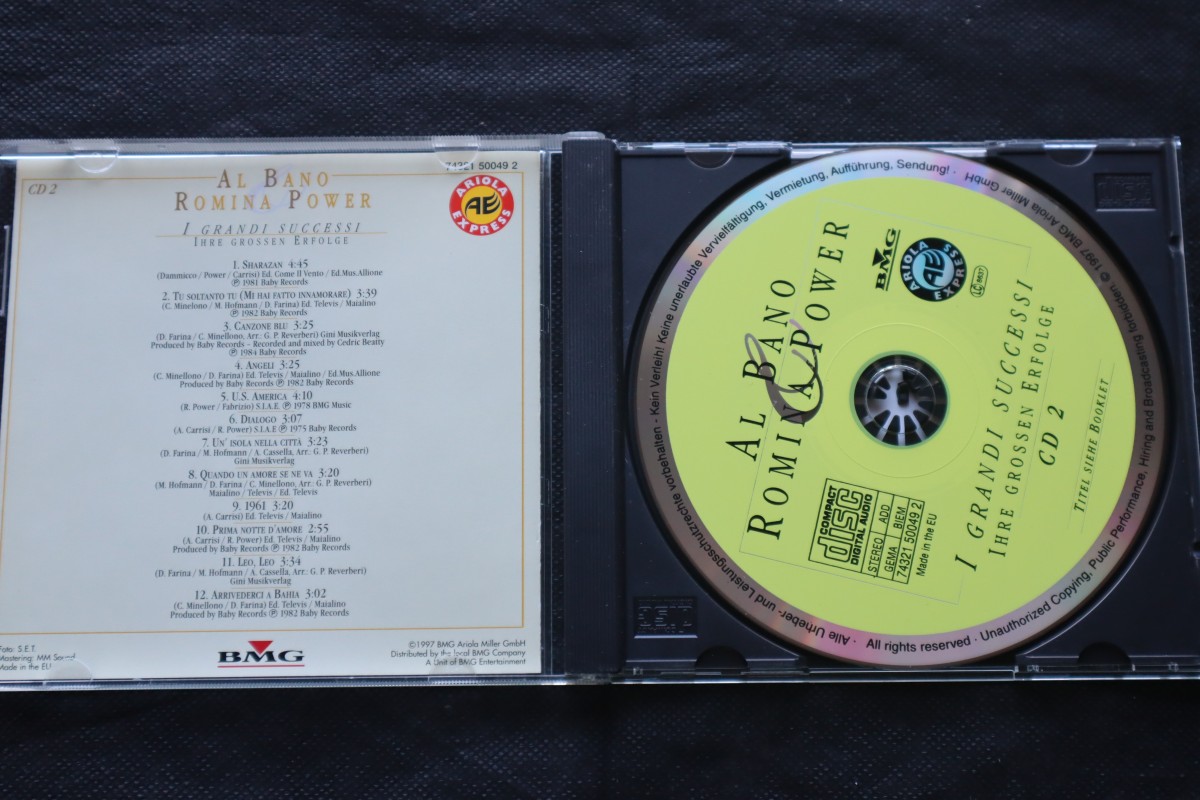 CD 2
74321 50049 2
AL BANO
ROMINA POWER
I GRANDI SUCCESSI
IHRE GROSSEN ERFOLGE
ARIOLA
AE
EXPRESS
1. SHARAZAN 4:45
(Dammicco / Power / Carrisi) Ed. Come Il Vento / Ed.Mus.Allione
℗ 1981 Baby Records
2. TU SOLTANTO TU (MI HAI FATTO INNAMORARE) 3:39
(C. Minelono / M. Hofmann / D. Farina) Ed. Televis / Maialino
℗ 1982 Baby Records
3. CANZONE BLU 3:25
(D. Farina / C. Minellono, Arr.: G. P. Reverberi) Gini Musikverlag
Produced by Baby Records – Recorded and mixed by Cedric Beatty
℗ 1984 Baby Records
4. ANGELI 3:25
(C. Minellono / D. Farina) Ed. Televis / Maialino / Ed.Mus.Allione
Produced by Baby Records ℗ 1982 Baby Records
5. U.S. AMERICA 4:10
(R. Power / Fabrizio) S.I.A.E. ℗ 1978 BMG Music
6. DIALOGO 3:07
(A. Carrisi / R. Power) S.I.A.E ℗ 1975 Baby Records
7. UN' ISOLA NELLA CITTÀ 3:23
(D. Farina / M. Hofmann / A. Cassella, Arr.: G. P. Reverberi)
Gini Musikverlag
8. QUANDO UN AMORE SE NE VA 3:20
(M. Hofmann / D. Farina / C. Minellono, Arr.: G. P. Reverberi)
Maialino / Televis / Ed. Televis
9. 1961 3:20
(A. Carrisi) Ed. Televis / Maialino
10. PRIMA NOTTE D'AMORE 2:55
(A. Carrisi / R. Power) Ed. Televis / Maialino
Produced by Baby Records ℗ 1982 Baby Records
11. LEO, LEO 3:34
(D. Farina / M. Hofmann / A. Cassella, Arr.: G. P. Reverberi)
Gini Musikverlag
12. ARRIVEDERCI A BAHIA 3:02
(C. Minellono / D. Farina) Ed. Televis / Maialino
Produced by Baby Records ℗ 1982 Baby Records
Foto: S.E.T.
Mastering: MM Sound
Made in the EU
BMG
©1997 BMG Ariola Miller GmbH
Distributed by the local BMG Company
A Unit of BMG Entertainment
AL BANO
&
ROMINA POWER
BMG
ARIOLA
AE
EXPRESS
I GRANDI SUCCESSI
IHRE GROSSEN ERFOLGE
CD 2
TITEL SIEHE BOOKLET
COMPACT
disc
DIGITAL AUDIO
STEREO ADD
GEMA BIEM
74321 50049 2
Made in the EU
Alle Urheber- und Leistungsschutzrechte vorbehalten - Kein Verleih! Keine unerlaubte Vervielfältigung, Vermietung, Aufführung, Sendung! ·
℗ 1997 BMG Ariola Miller GmbH
All rights reserved · Unauthorized Copying, Public Performance, Hiring and Broadcasting forbidden.